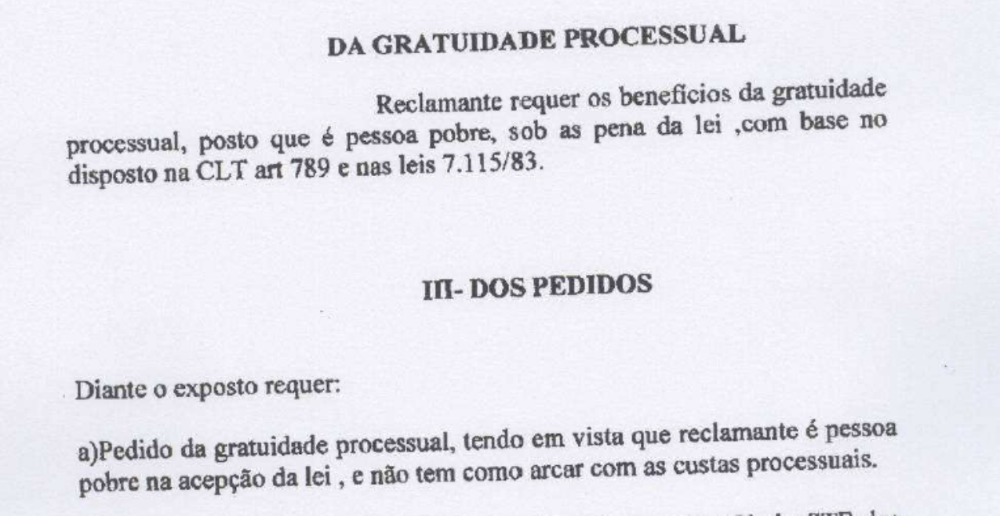 DA GRATUIDADE PROCESSUAL
Reclamante requer os benefícios da gratuidade
processual, posto que é pessoa pobre, sob as pena da lei ,com base no
disposto na CLT art 789 e nas leis 7.115/83.
III- DOS PEDIDOS
Diante o exposto requer:
a)Pedido da gratuidade processual, tendo em vista que reclamante é pessoa
pobre na acepção da lei , e não tem como arcar com as custas processuais.